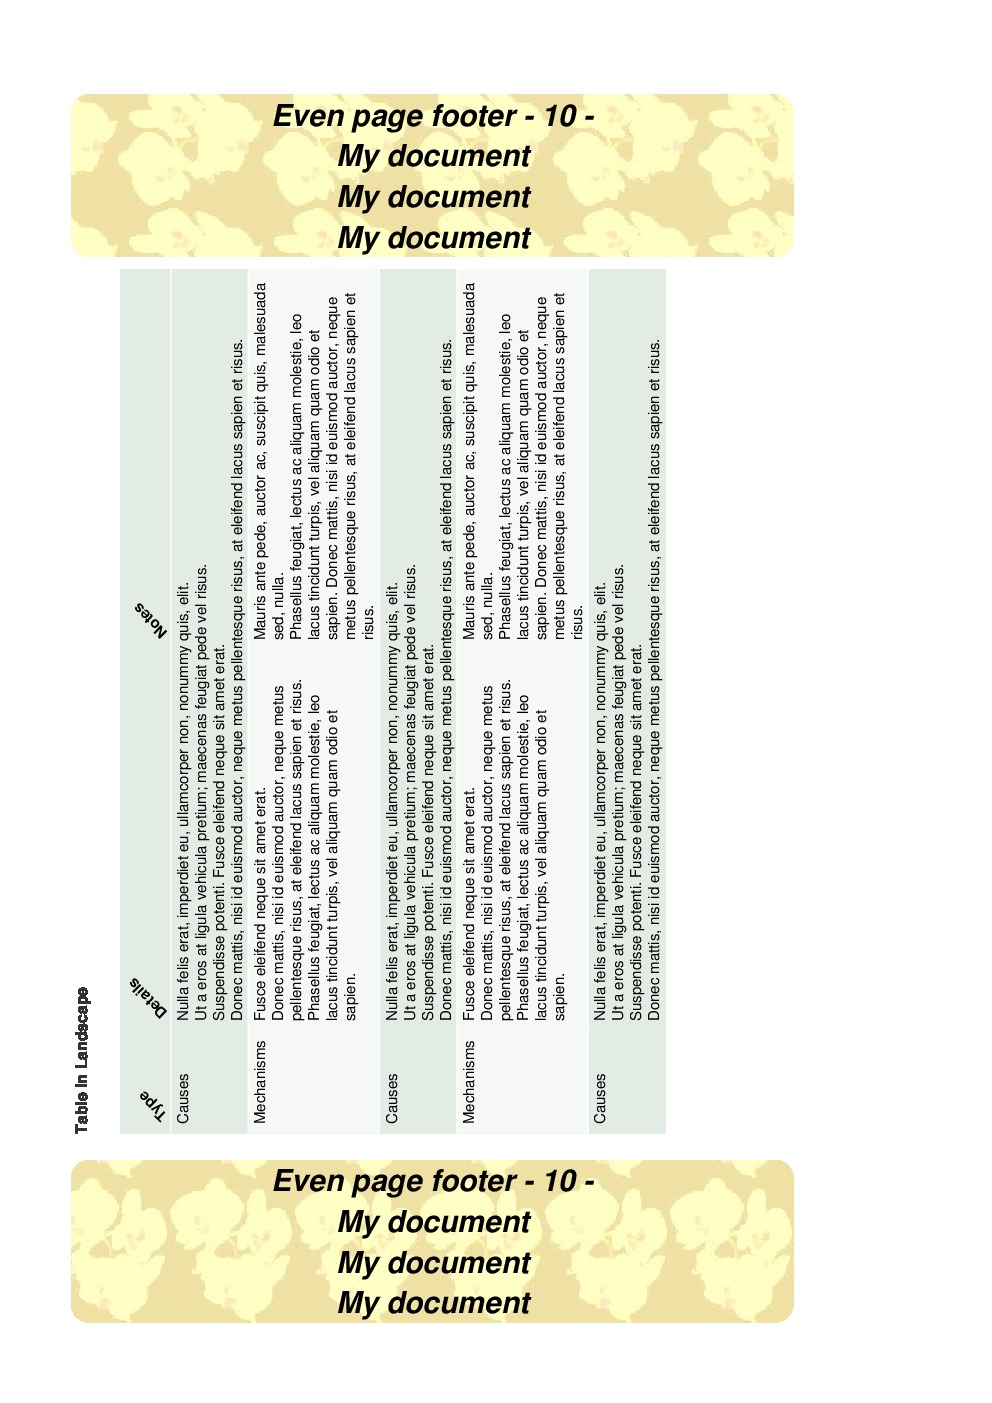 Even page footer - 10 -
My document
My document
My document
Table in Landscape
Type Details Notes
Causes
Nulla felis erat, imperdiet eu, ullamcorper non, nonummy quis, elit.
Ut a eros at ligula vehicula pretium; maecenas feugiat pede vel risus.
Suspendisse potenti. Fusce eleifend neque sit amet erat.
Donec mattis, nisi id euismod auctor, neque metus pellentesque risus, at eleifend lacus sapien et risus.
Mechanisms
Fusce eleifend neque sit amet erat.
Donec mattis, nisi id euismod auctor, neque metus
pellentesque risus, at eleifend lacus sapien et risus.
Phasellus feugiat, lectus ac aliquam molestie, leo
lacus tincidunt turpis, vel aliquam quam odio et
sapien.
Mauris ante pede, auctor ac, suscipit quis, malesuada
sed, nulla.
Phasellus feugiat, lectus ac aliquam molestie, leo
lacus tincidunt turpis, vel aliquam quam odio et
sapien. Donec mattis, nisi id euismod auctor, neque
metus pellentesque risus, at eleifend lacus sapien et
risus.
Causes
Nulla felis erat, imperdiet eu, ullamcorper non, nonummy quis, elit.
Ut a eros at ligula vehicula pretium; maecenas feugiat pede vel risus.
Suspendisse potenti. Fusce eleifend neque sit amet erat.
Donec mattis, nisi id euismod auctor, neque metus pellentesque risus, at eleifend lacus sapien et risus.
Mechanisms
Fusce eleifend neque sit amet erat.
Donec mattis, nisi id euismod auctor, neque metus
pellentesque risus, at eleifend lacus sapien et risus.
Phasellus feugiat, lectus ac aliquam molestie, leo
lacus tincidunt turpis, vel aliquam quam odio et
sapien.
Mauris ante pede, auctor ac, suscipit quis, malesuada
sed, nulla.
Phasellus feugiat, lectus ac aliquam molestie, leo
lacus tincidunt turpis, vel aliquam quam odio et
sapien. Donec mattis, nisi id euismod auctor, neque
metus pellentesque risus, at eleifend lacus sapien et
risus.
Causes
Nulla felis erat, imperdiet eu, ullamcorper non, nonummy quis, elit.
Ut a eros at ligula vehicula pretium; maecenas feugiat pede vel risus.
Suspendisse potenti. Fusce eleifend neque sit amet erat.
Donec mattis, nisi id euismod auctor, neque metus pellentesque risus, at eleifend lacus sapien et risus.
Even page footer - 10 -
My document
My document
My document